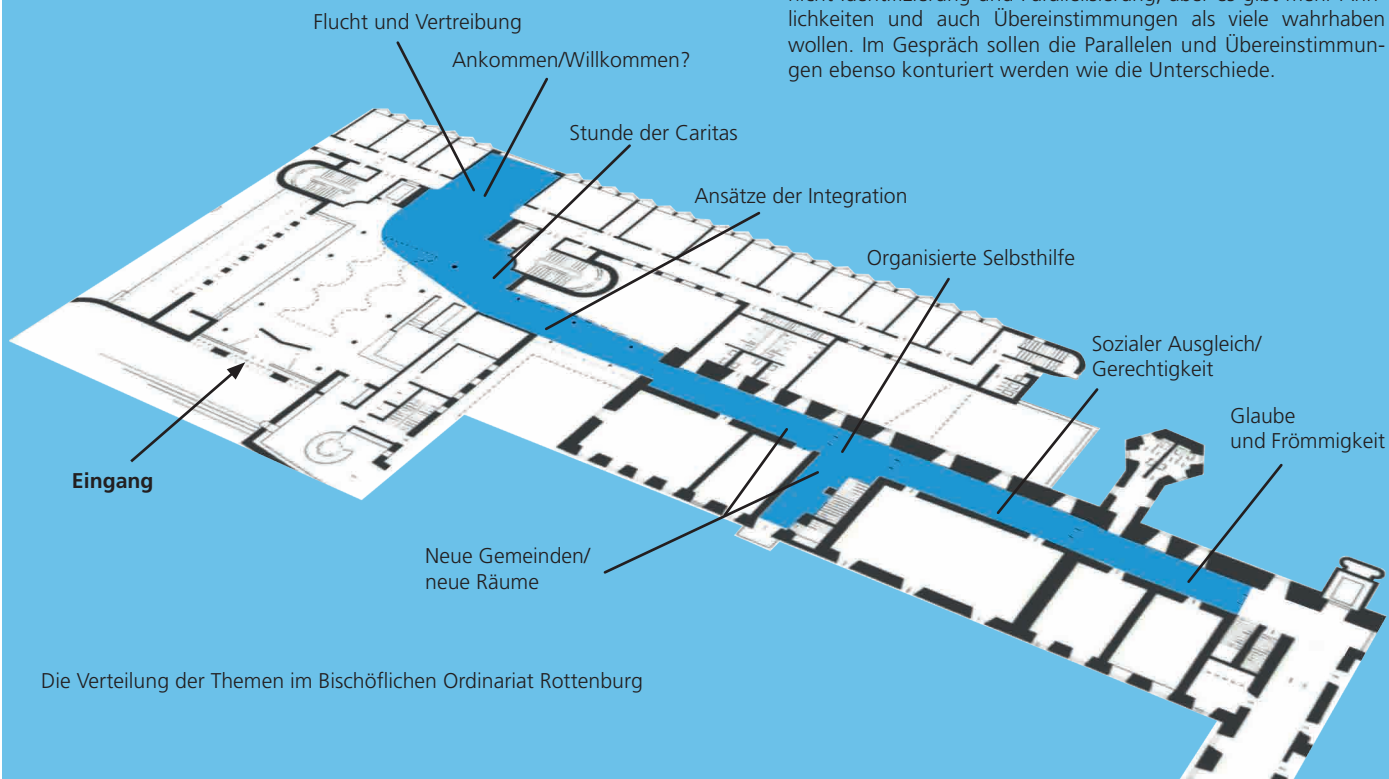 lichkeiten und auch Übereinstimmungen als viele wahrhaben
wollen. Im Gespräch sollen die Parallelen und Übereinstimmun-
gen ebenso konturiert werden wie die Unterschiede.
Flucht und Vertreibung
Ankommen/Willkommen?
Stunde der Caritas
Ansätze der Integration
Organisierte Selbsthilfe
Sozialer Ausgleich/
Gerechtigkeit
Glaube
und Frömmigkeit
Eingang
Neue Gemeinden/
neue Räume
Die Verteilung der Themen im Bischöflichen Ordinariat Rottenburg